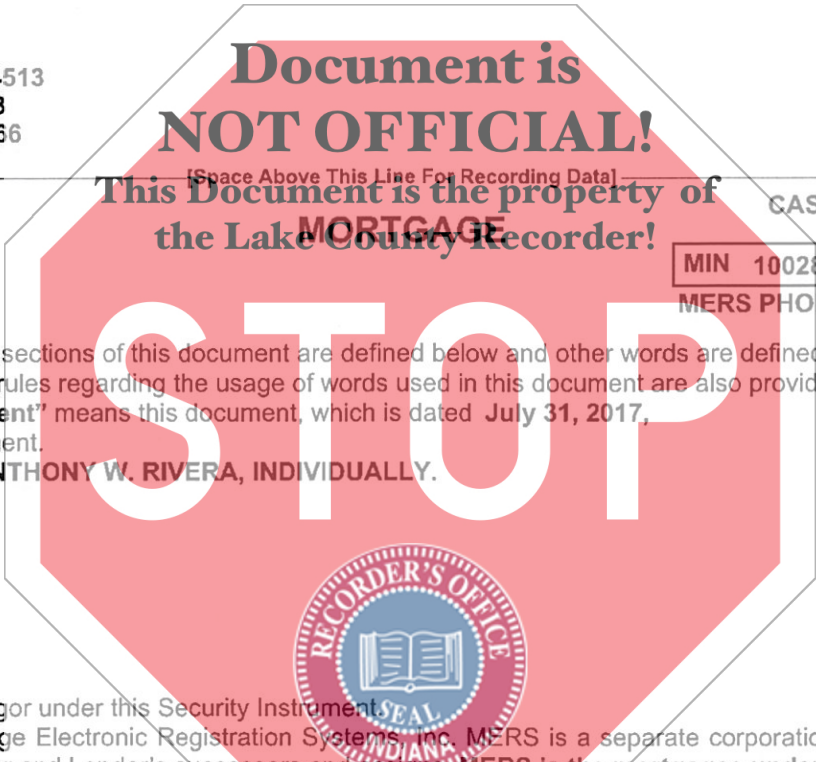 Document is
NOT OFFICIAL!
-513
66
[Space Above This Line For Recording Data]
This Document is the property of
the Lake County Recorder!
MORTGAGE
CAS
MIN 10028
MERS PHO
STOP
sections of this document are defined below and other words are defined
rules regarding the usage of words used in this document are also provid
ent" means this document, which is dated July 31, 2017,
ent.
NTHONY W. RIVERA, INDIVIDUALLY.
RECORDER'S OFFICE
SEAL
INDIANA
gor under this Security Instrument.
ge Electronic Registration Systems, Inc. MERS is a separate corporatio